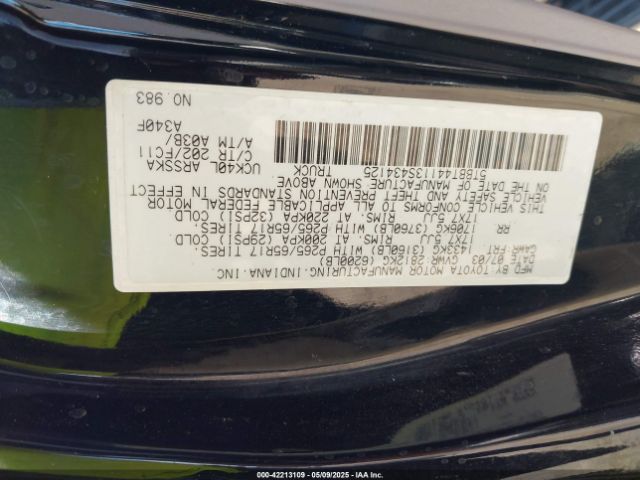 MFD BY TOYOTA MOTOR MANUFACTURING,INDIANA.INC.
DATE 07/03 GVWR 2812KG (6200LB)
GAWR:FRT 1433KG (3160LB) WITH P265/65R17 TIRES.
17X7.5JJ RIMS. AT 200KPA (29PSI) COLD
RR 1706KG (3760LB) WITH P265/65R17 TIRES.
17X7.5JJ RIMS. AT 220KPA (32PSI) COLD
THIS VEHICLE CONFORMS TO ALL APPLICABLE FEDERAL MOTOR
VEHICLE SAFETY AND THEFT PREVENTION STANDARDS IN EFFECT
ON THE DATE OF MANUFACTURE SHOWN ABOVE.
5TBBT44113S434125 TRUCK
UCK40L ARSSKA
C/TR 202/FC11
A/TM A03B/
A340F
NO.983
000-42213109 - 05/09/2025 - IAA Inc.